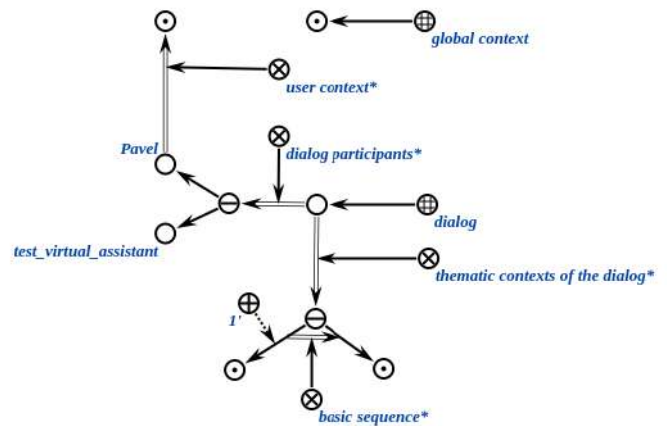 global context
user context*
Pavel
dialog participants*
dialog
test_virtual_assistant
thematic contexts of the dialog*
1'
basic sequence*